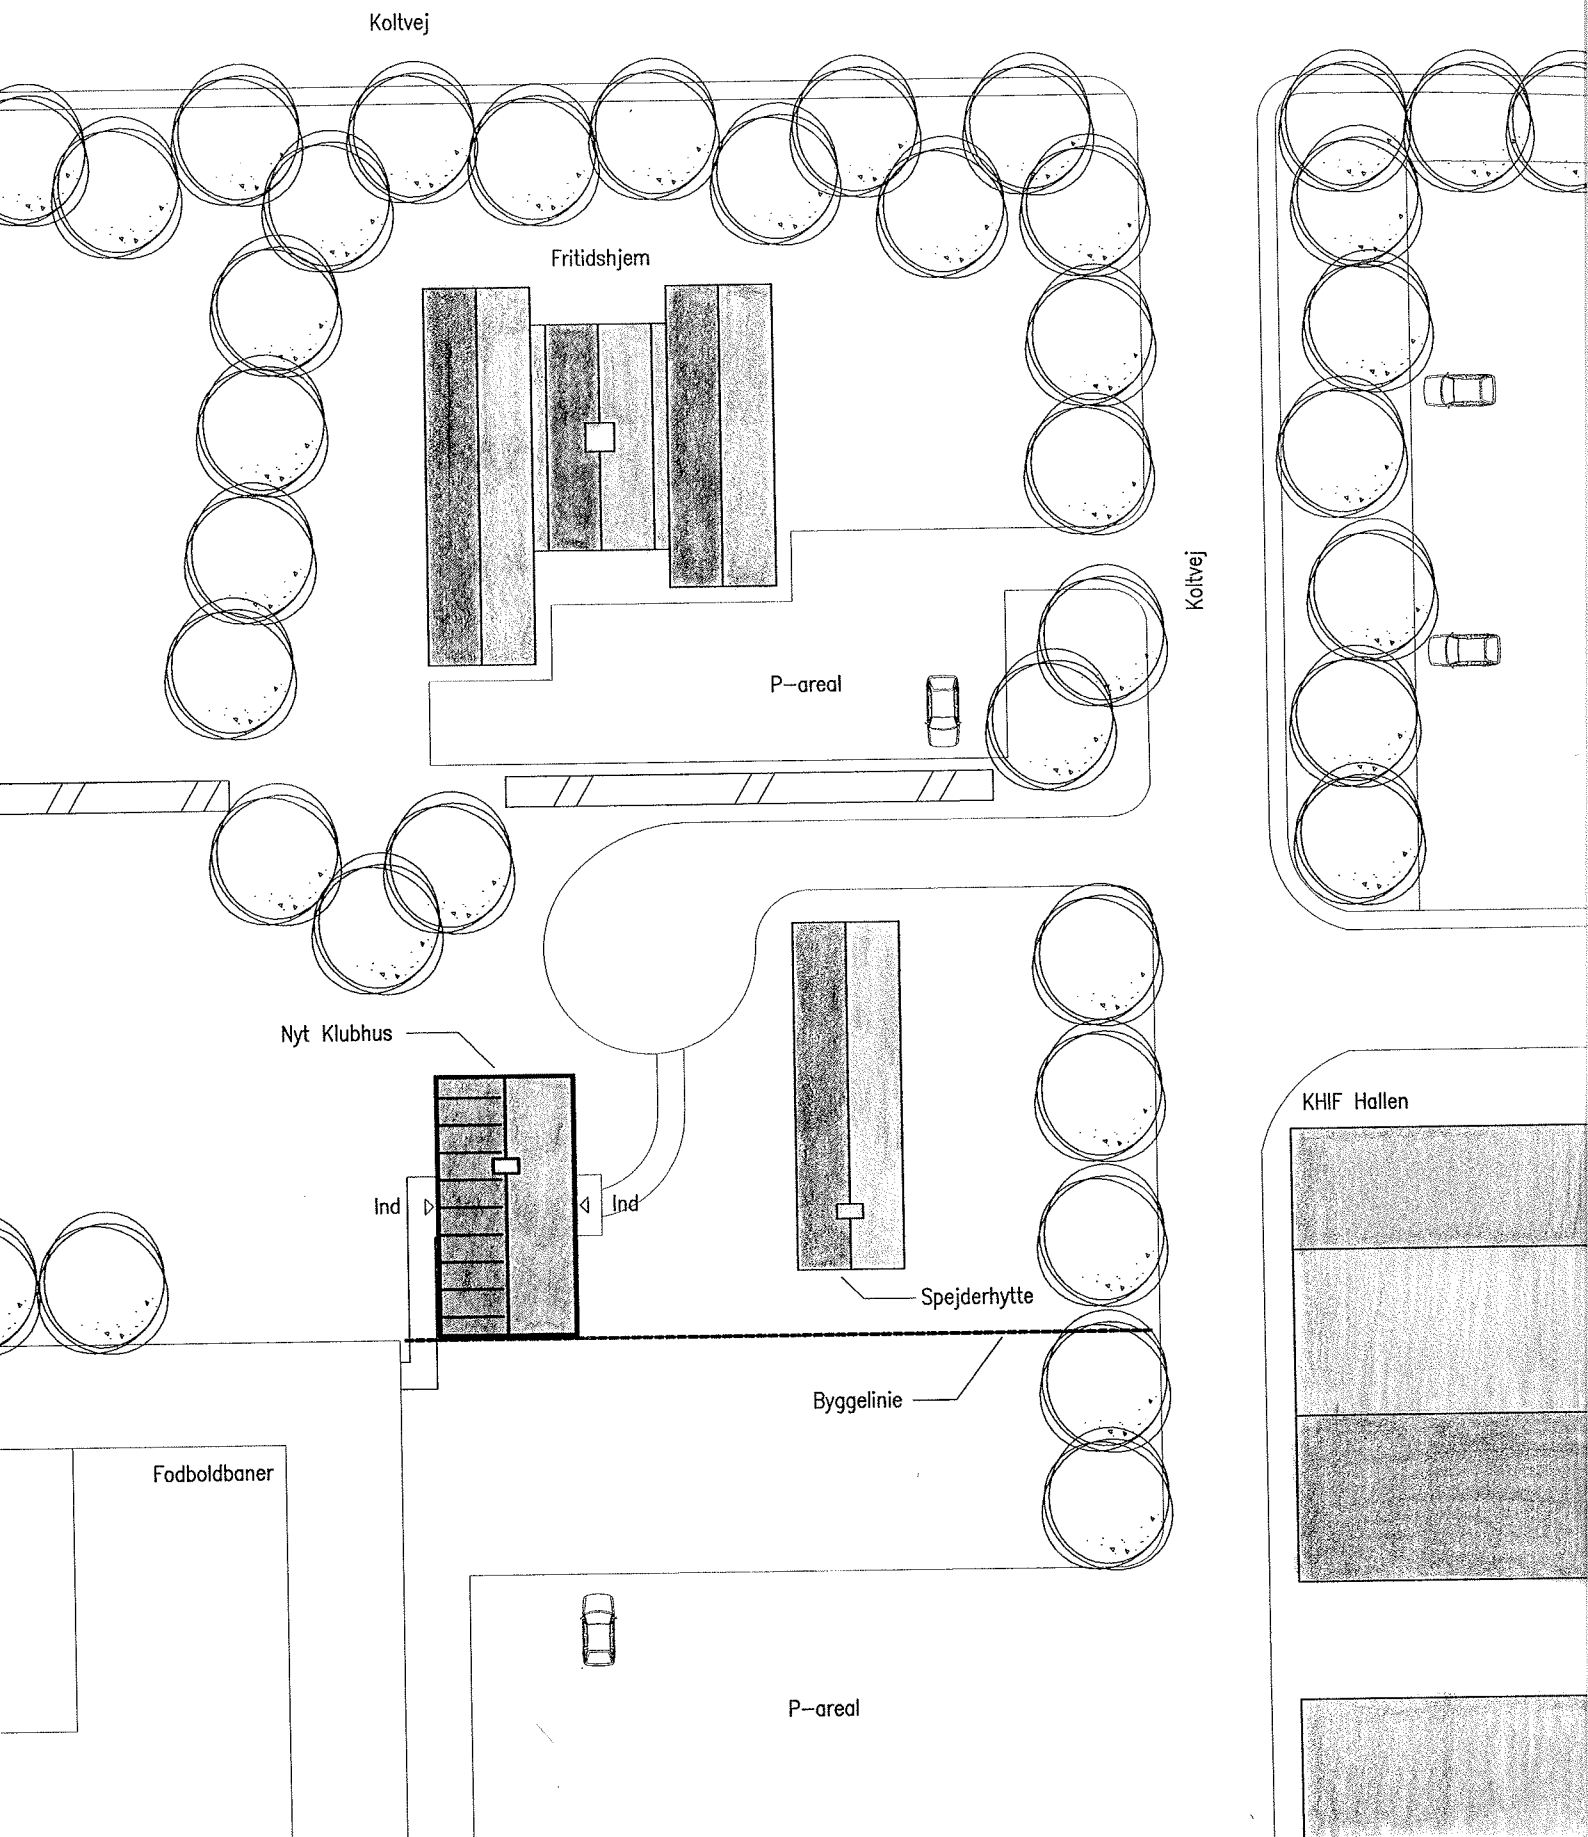 Koltvej
Fritidshjem
Koltvej
P-areal
Nyt Klubhus
KHIF Hallen
Ind
Ind
Spejderhytte
Byggelinie
Fodboldbaner
P-areal